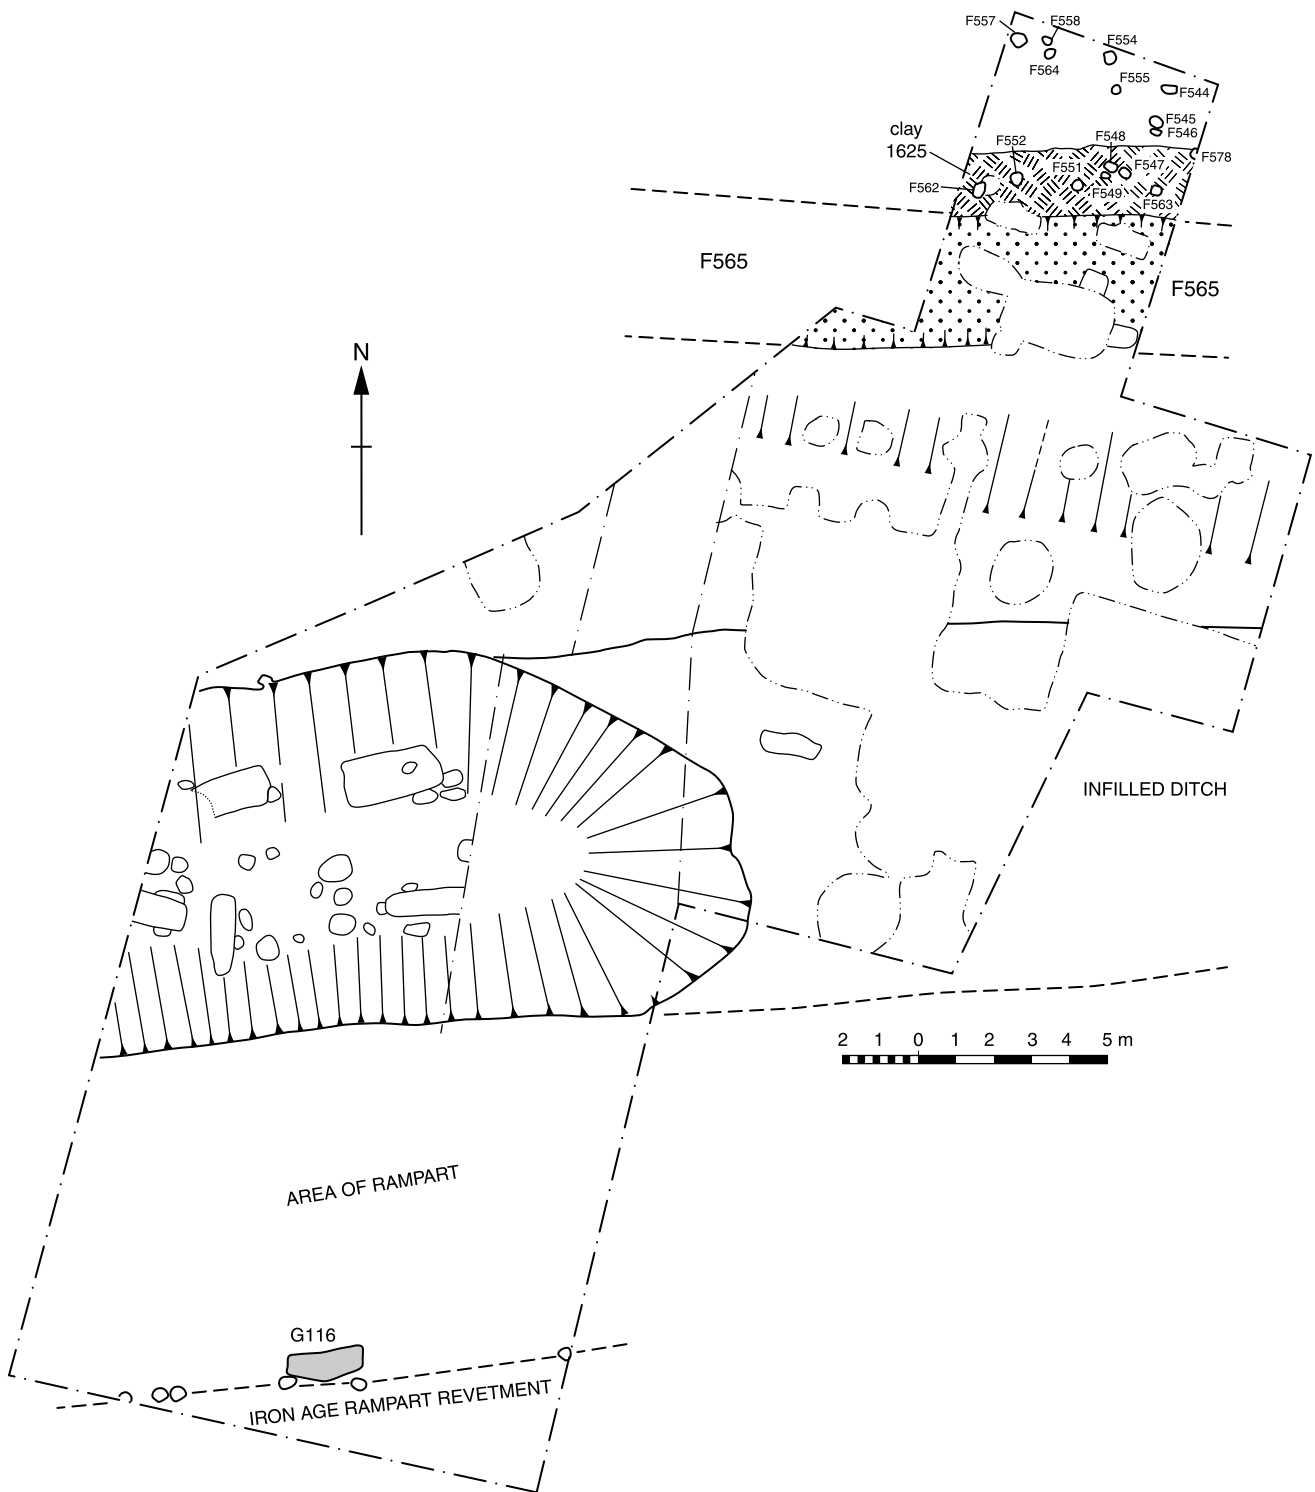 F557
F558
F554
F564
F555
F544
F545
F546
clay
1625
F552
F548
F578
F551
F547
F562
F549
F563
F565
F565
N
INFILLED DITCH
2 1 0 1 2 3 4 5 m
AREA OF RAMPART
G116
IRON AGE RAMPART REVETMENT